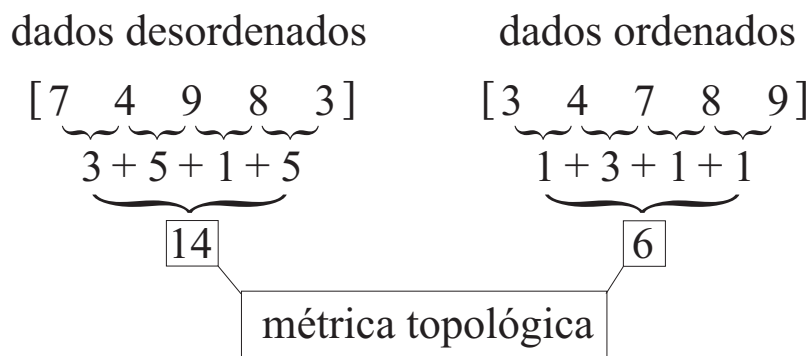 dados desordenados dados ordenados
[7 4 9 8 3] [3 4 7 8 9]
3 + 5 + 1 + 5 1 + 3 + 1 + 1
14 6
métrica topológica